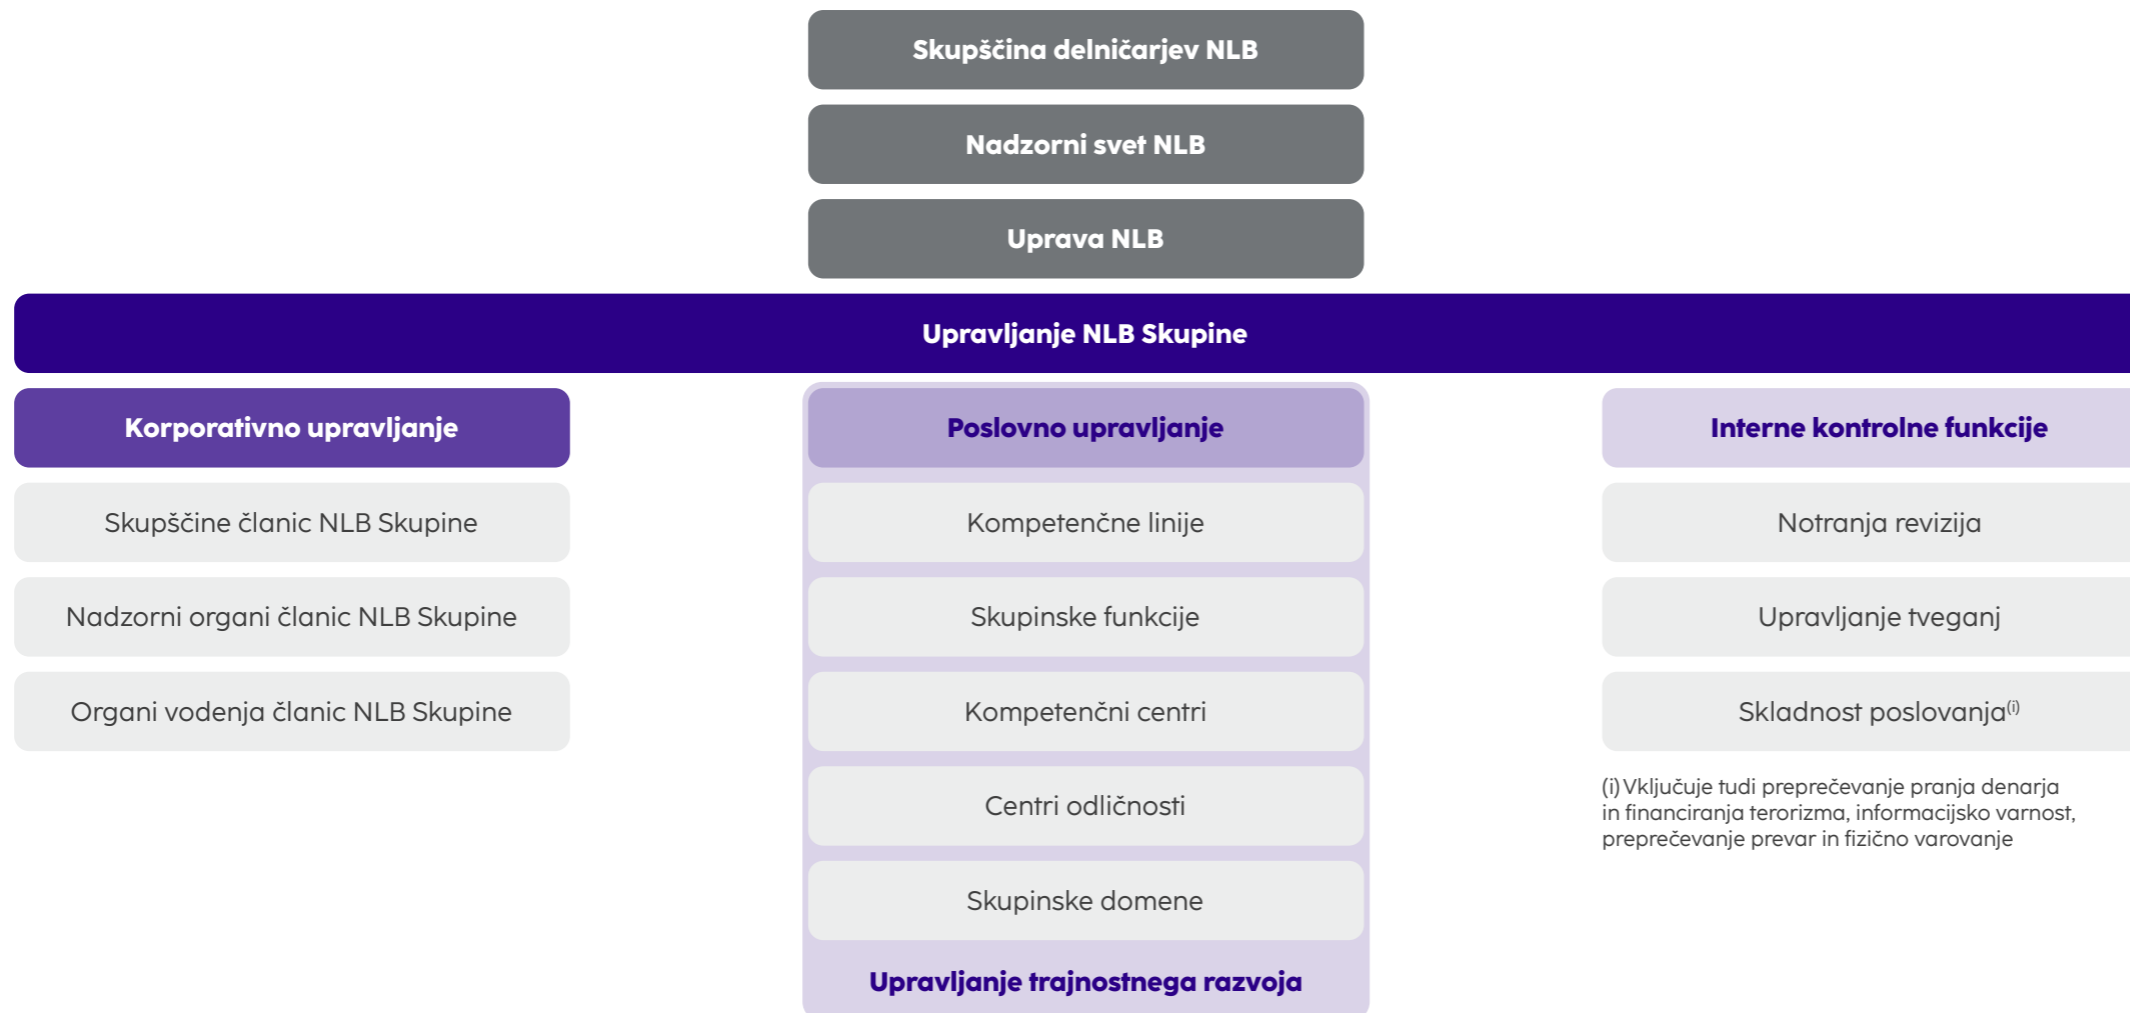 Skupščina delničarjev NLB
Nadzorni svet NLB
Uprava NLB
Upravljanje NLB Skupine
Korporativno upravljanje
Skupščine članic NLB Skupine
Nadzorni organi članic NLB Skupine
Organi vodenja članic NLB Skupine
Poslovno upravljanje
Kompetenčne linije
Skupinske funkcije
Kompetenčni centri
Centri odličnosti
Skupinske domene
Upravljanje trajnostnega razvoja
Interne kontrolne funkcije
Notranja revizija
Upravljanje tveganj
Skladnost poslovanja(i)
(i) Vključuje tudi preprečevanje pranja denarja
in financiranja terorizma, informacijsko varnost,
preprečevanje prevar in fizično varovanje